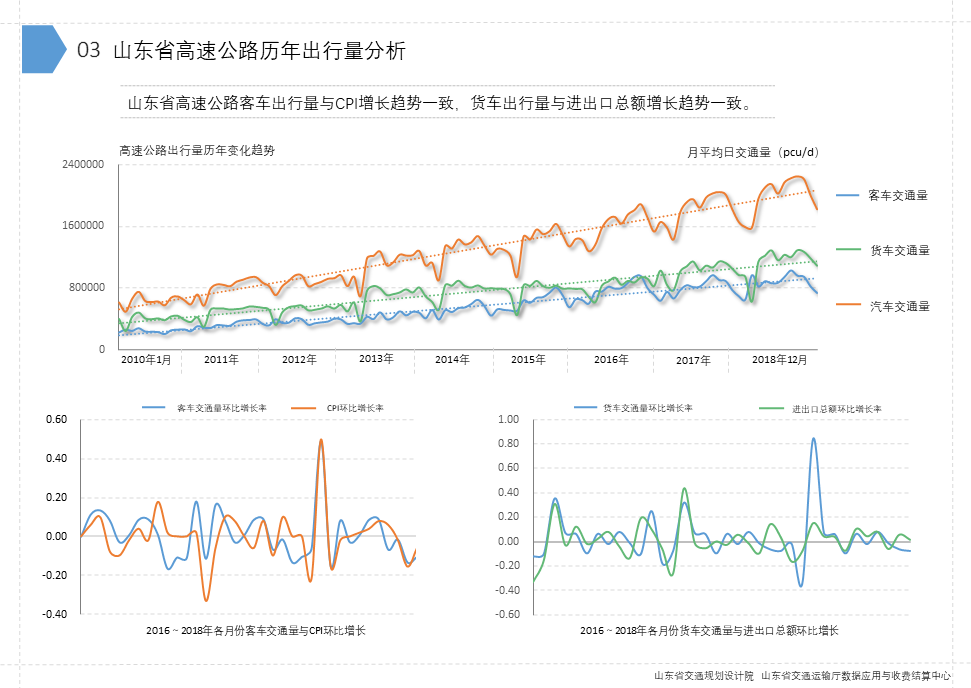 03 山东省高速公路历年出行量分析
山东省高速公路客车出行量与CPI增长趋势一致，货车出行量与进出口总额增长趋势一致。
高速公路出行量历年变化趋势
月平均日交通量（pcu/d）
2400000
1600000
800000
0
2010年1月 2011年 2012年 2013年 2014年 2015年 2016年 2017年 2018年12月
客车交通量
货车交通量
汽车交通量
客车交通量环比增长率 CPI环比增长率
0.60
0.40
0.20
0.00
-0.20
-0.40
2016 ~ 2018年各月份客车交通量与CPI环比增长
货车交通量环比增长率 进出口总额环比增长率
1.00
0.80
0.60
0.40
0.20
0.00
-0.20
-0.40
-0.60
2016 ~ 2018年各月份货车交通量与进出口总额环比增长
山东省交通规划设计院 山东省交通运输厅数据应用与收费结算中心